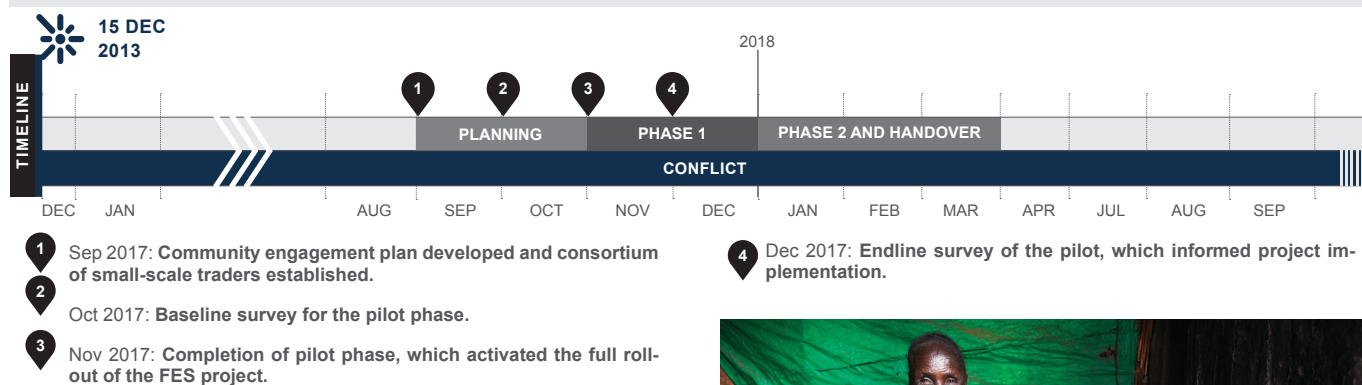 15 DEC
2013
2018
TIMELINE
1
2
3
4
PLANNING
PHASE 1
PHASE 2 AND HANDOVER
CONFLICT
DEC JAN AUG SEP OCT NOV DEC JAN FEB MAR APR JUL AUG SEP
1 Sep 2017: Community engagement plan developed and consortium
of small-scale traders established.
2 Oct 2017: Baseline survey for the pilot phase.
3 Nov 2017: Completion of pilot phase, which activated the full roll-
out of the FES project.
4 Dec 2017: Endline survey of the pilot, which informed project im-
plementation.